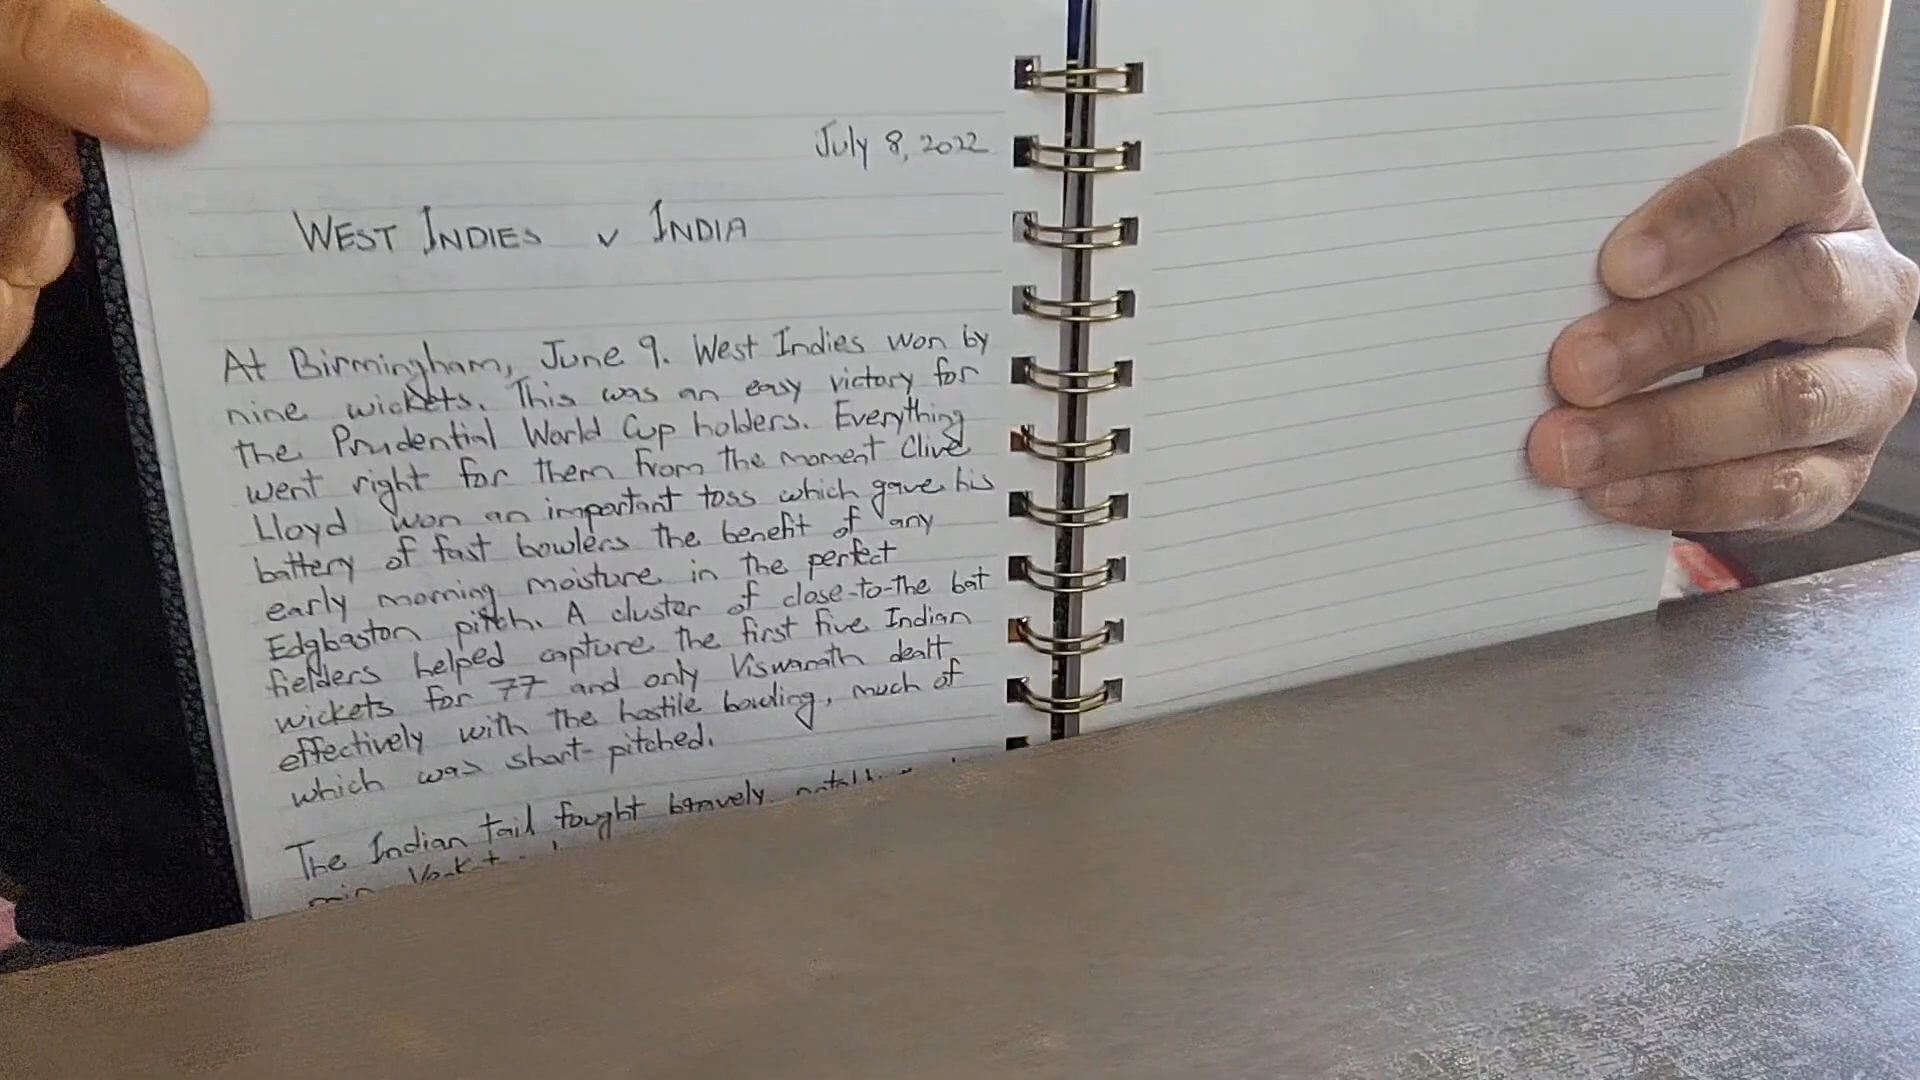 July 8, 2022
WEST INDIES v INDIA
At Birmingham, June 9. West Indies won by
nine wickets. This was an easy victory for
the Prudential World Cup holders. Everything
went right for them from the moment Clive
Lloyd won an important toss which gave his
battery of fast bowlers the benefit of any
early morning moisture in the perfect
Edgbaston pitch. A cluster of close-to-the bat
fielders helped capture the first five Indian
wickets for 77 and only Viswanath dealt
effectively with the hostile bowling, much of
which was short-pitched.
The Indian tail fought bravely